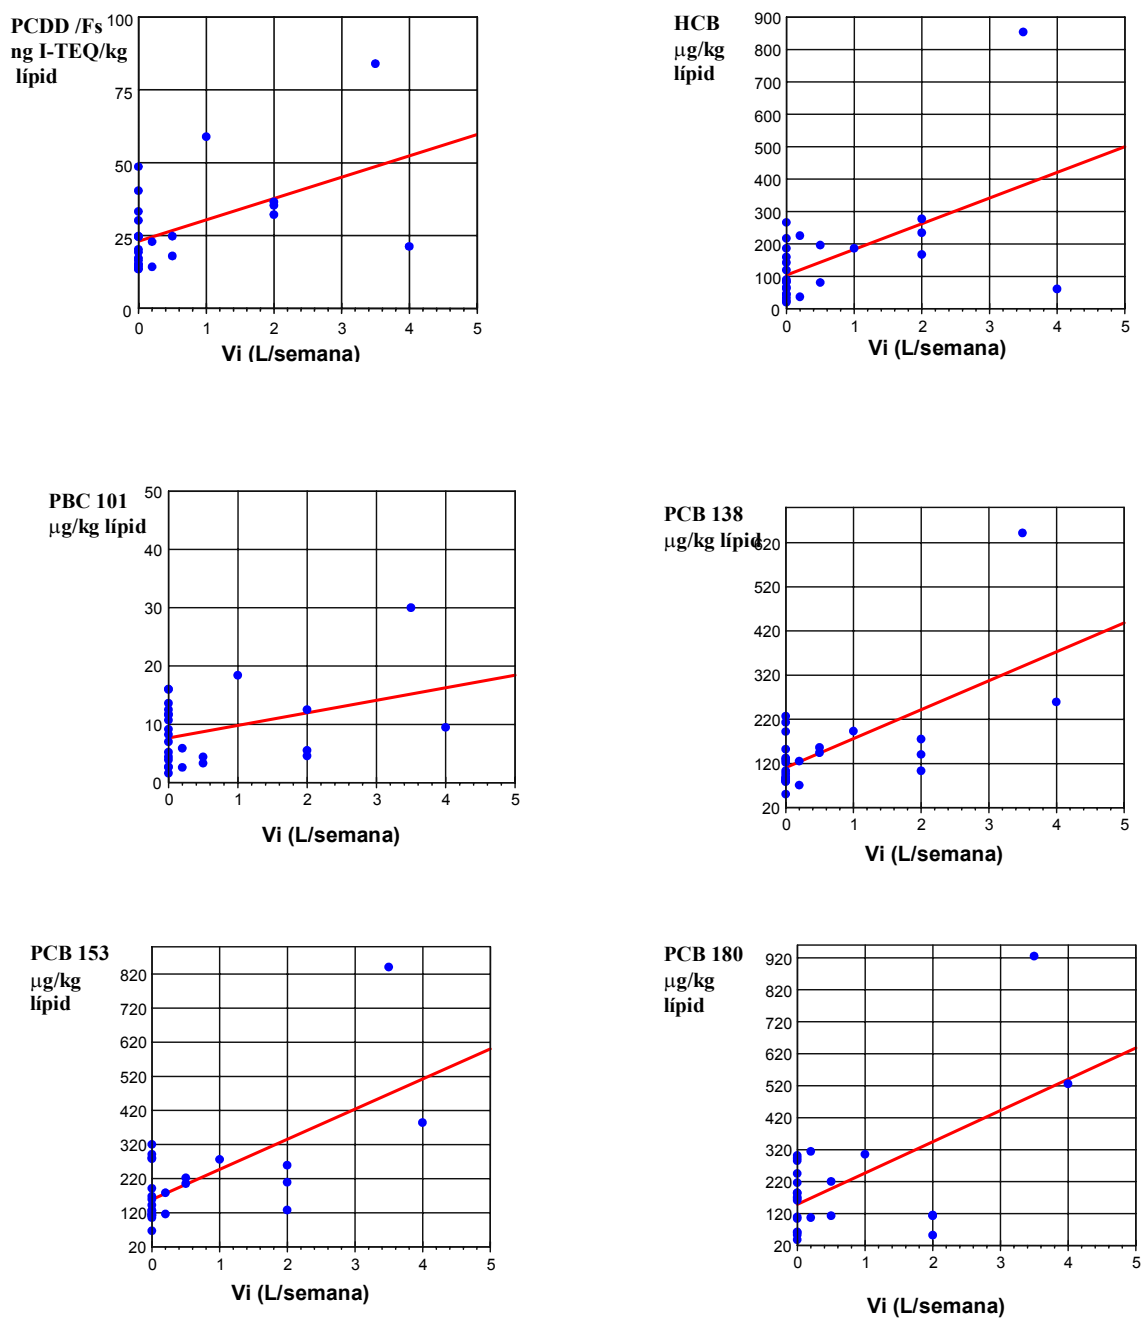 PCDD /Fs
ng I-TEQ/kg
lípid
100
75
50
25
0
0 1 2 3 4 5
Vi (L/semana)
HCB
µg/kg
lípid
900
800
700
600
500
400
300
200
100
0
0 1 2 3 4 5
Vi (L/semana)
PBC 101
µg/kg lípid
50
40
30
20
10
0
0 1 2 3 4 5
Vi (L/semana)
PCB 138
µg/kg lípid
620
520
420
320
220
120
20
0 1 2 3 4 5
Vi (L/semana)
PCB 153
µg/kg
lípid
820
720
620
520
420
320
220
120
20
0 1 2 3 4 5
Vi (L/semana)
PCB 180
µg/kg
lípid
920
820
720
620
520
420
320
220
120
20
0 1 2 3 4 5
Vi (L/semana)